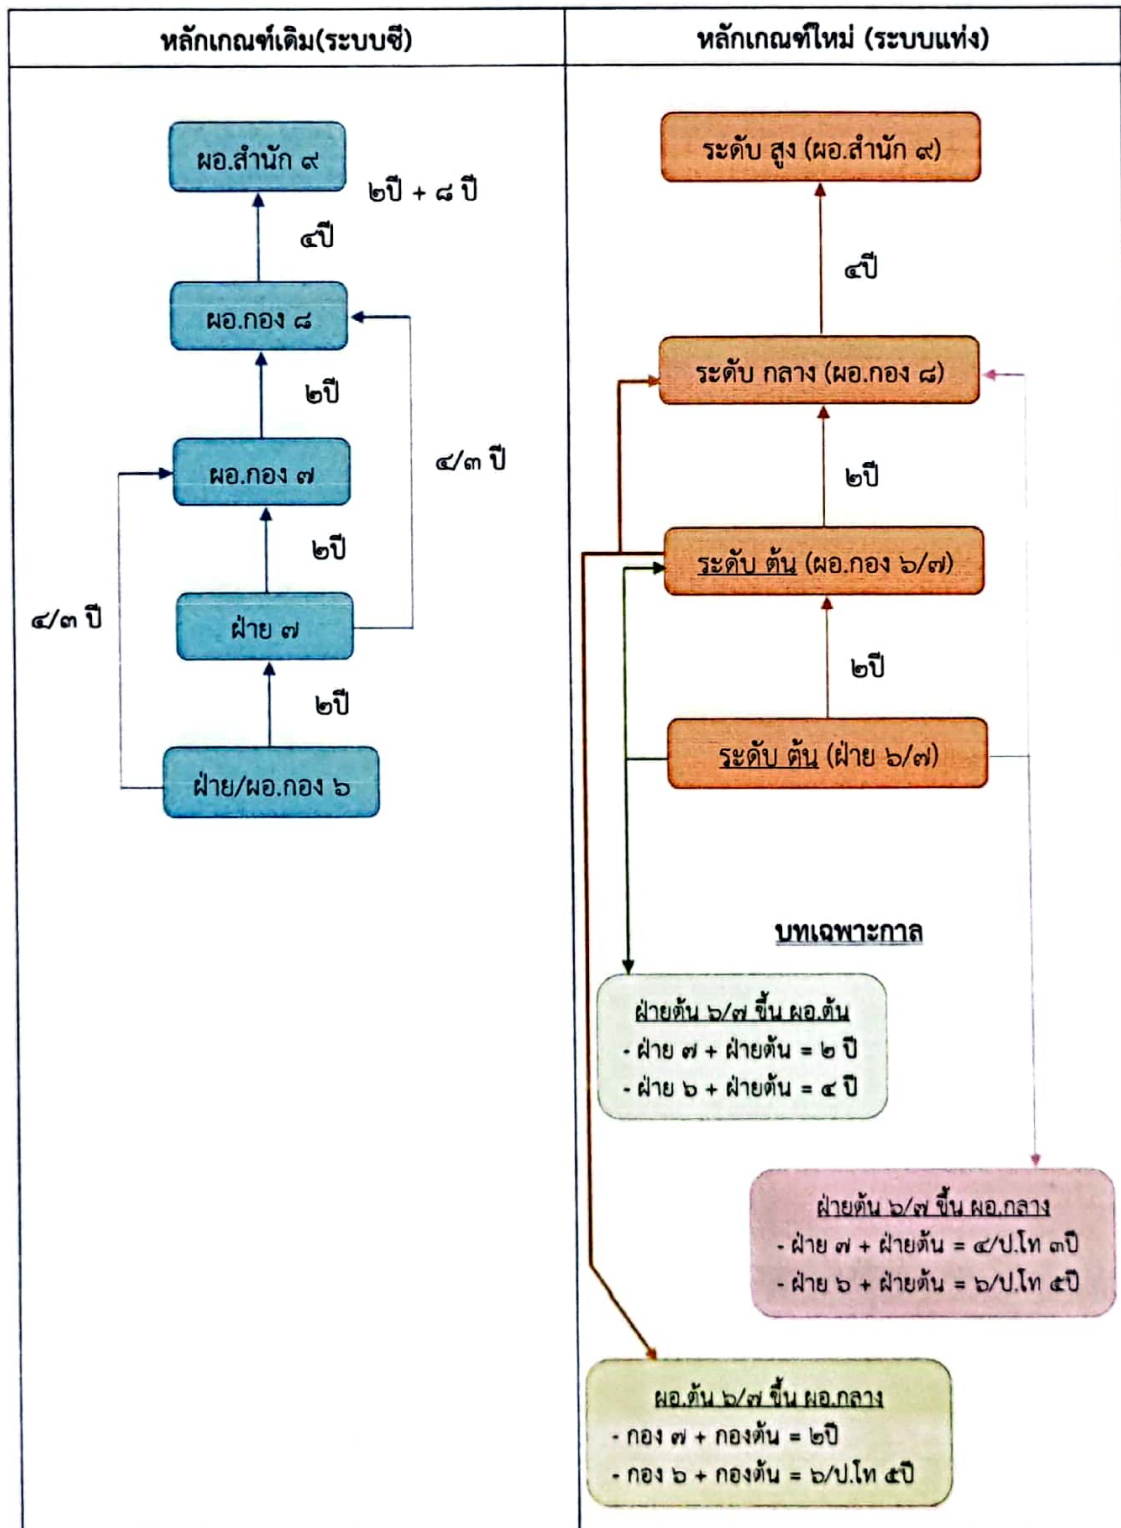 หลักเกณฑ์เดิม(ระบบซี)
ผอ.สำนัก ๙
๒ปี + ๘ ปี
๔ปี
ผอ.กอง ๘
๒ปี
๔/๓ ปี
ผอ.กอง ๗
๒ปี
๔/๓ ปี
ฝ่าย ๗
๒ปี
ฝ่าย/ผอ.กอง ๖
หลักเกณฑ์ใหม่ (ระบบแท่ง)
ระดับ สูง (ผอ.สำนัก ๙)
๔ปี
ระดับ กลาง (ผอ.กอง ๘)
๒ปี
ระดับ ต้น (ผอ.กอง ๖/๗)
๒ปี
ระดับ ต้น (ฝ่าย ๖/๗)
บทเฉพาะกาล
ฝ่ายต้น ๖/๗ ขึ้น ผอ.ต้น
- ฝ่าย ๗ + ฝ่ายต้น = ๒ ปี
- ฝ่าย ๖ + ฝ่ายต้น = ๔ ปี
ฝ่ายต้น ๖/๗ ขึ้น ผอ.กลาง
- ฝ่าย ๗ + ฝ่ายต้น = ๔/ป.โท ๓ปี
- ฝ่าย ๖ + ฝ่ายต้น = ๖/ป.โท ๕ปี
ผอ.ต้น ๖/๗ ขึ้น ผอ.กลาง
- กอง ๗ + กองต้น = ๒ปี
- กอง ๖ + กองต้น = ๖/ป.โท ๕ปี